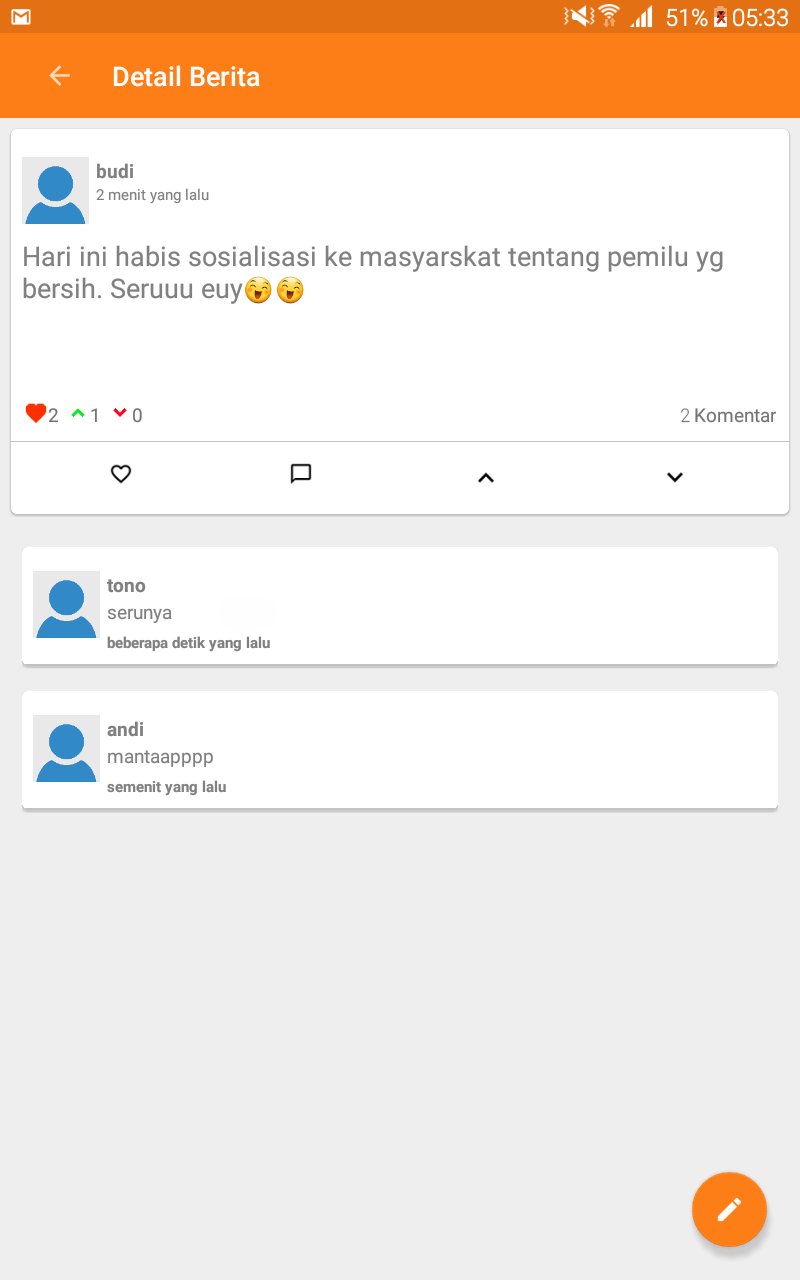 51% 05:33
Detail Berita
budi
2 menit yang lalu
Hari ini habis sosialisasi ke masyarskat tentang pemilu yg
bersih. Seruuu euy😄😄
2 1 0 2 Komentar
tono
serunya
beberapa detik yang lalu
andi
mantaapppp
semenit yang lalu